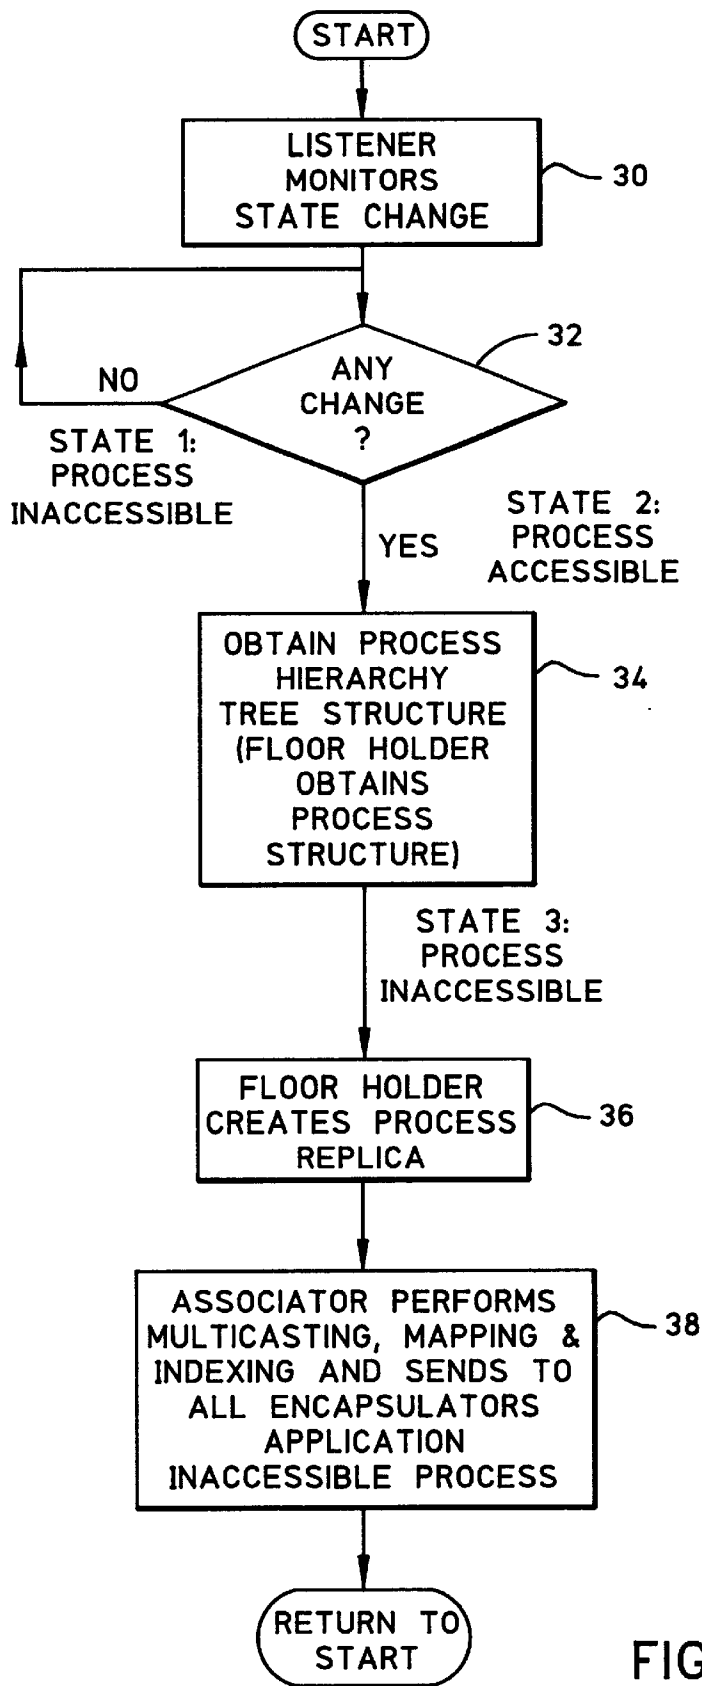 START
LISTENER
MONITORS
STATE CHANGE
30
32
ANY
CHANGE
?
NO
STATE 1:
PROCESS
INACCESSIBLE
YES
STATE 2:
PROCESS
ACCESSIBLE
OBTAIN PROCESS
HIERARCHY
TREE STRUCTURE
(FLOOR HOLDER
OBTAINS
PROCESS
STRUCTURE)
34
STATE 3:
PROCESS
INACCESSIBLE
FLOOR HOLDER
CREATES PROCESS
REPLICA
36
ASSOCIATOR PERFORMS
MULTICASTING, MAPPING &
INDEXING AND SENDS TO
ALL ENCAPSULATORS
APPLICATION
INACCESSIBLE PROCESS
38
RETURN TO
START
FIG